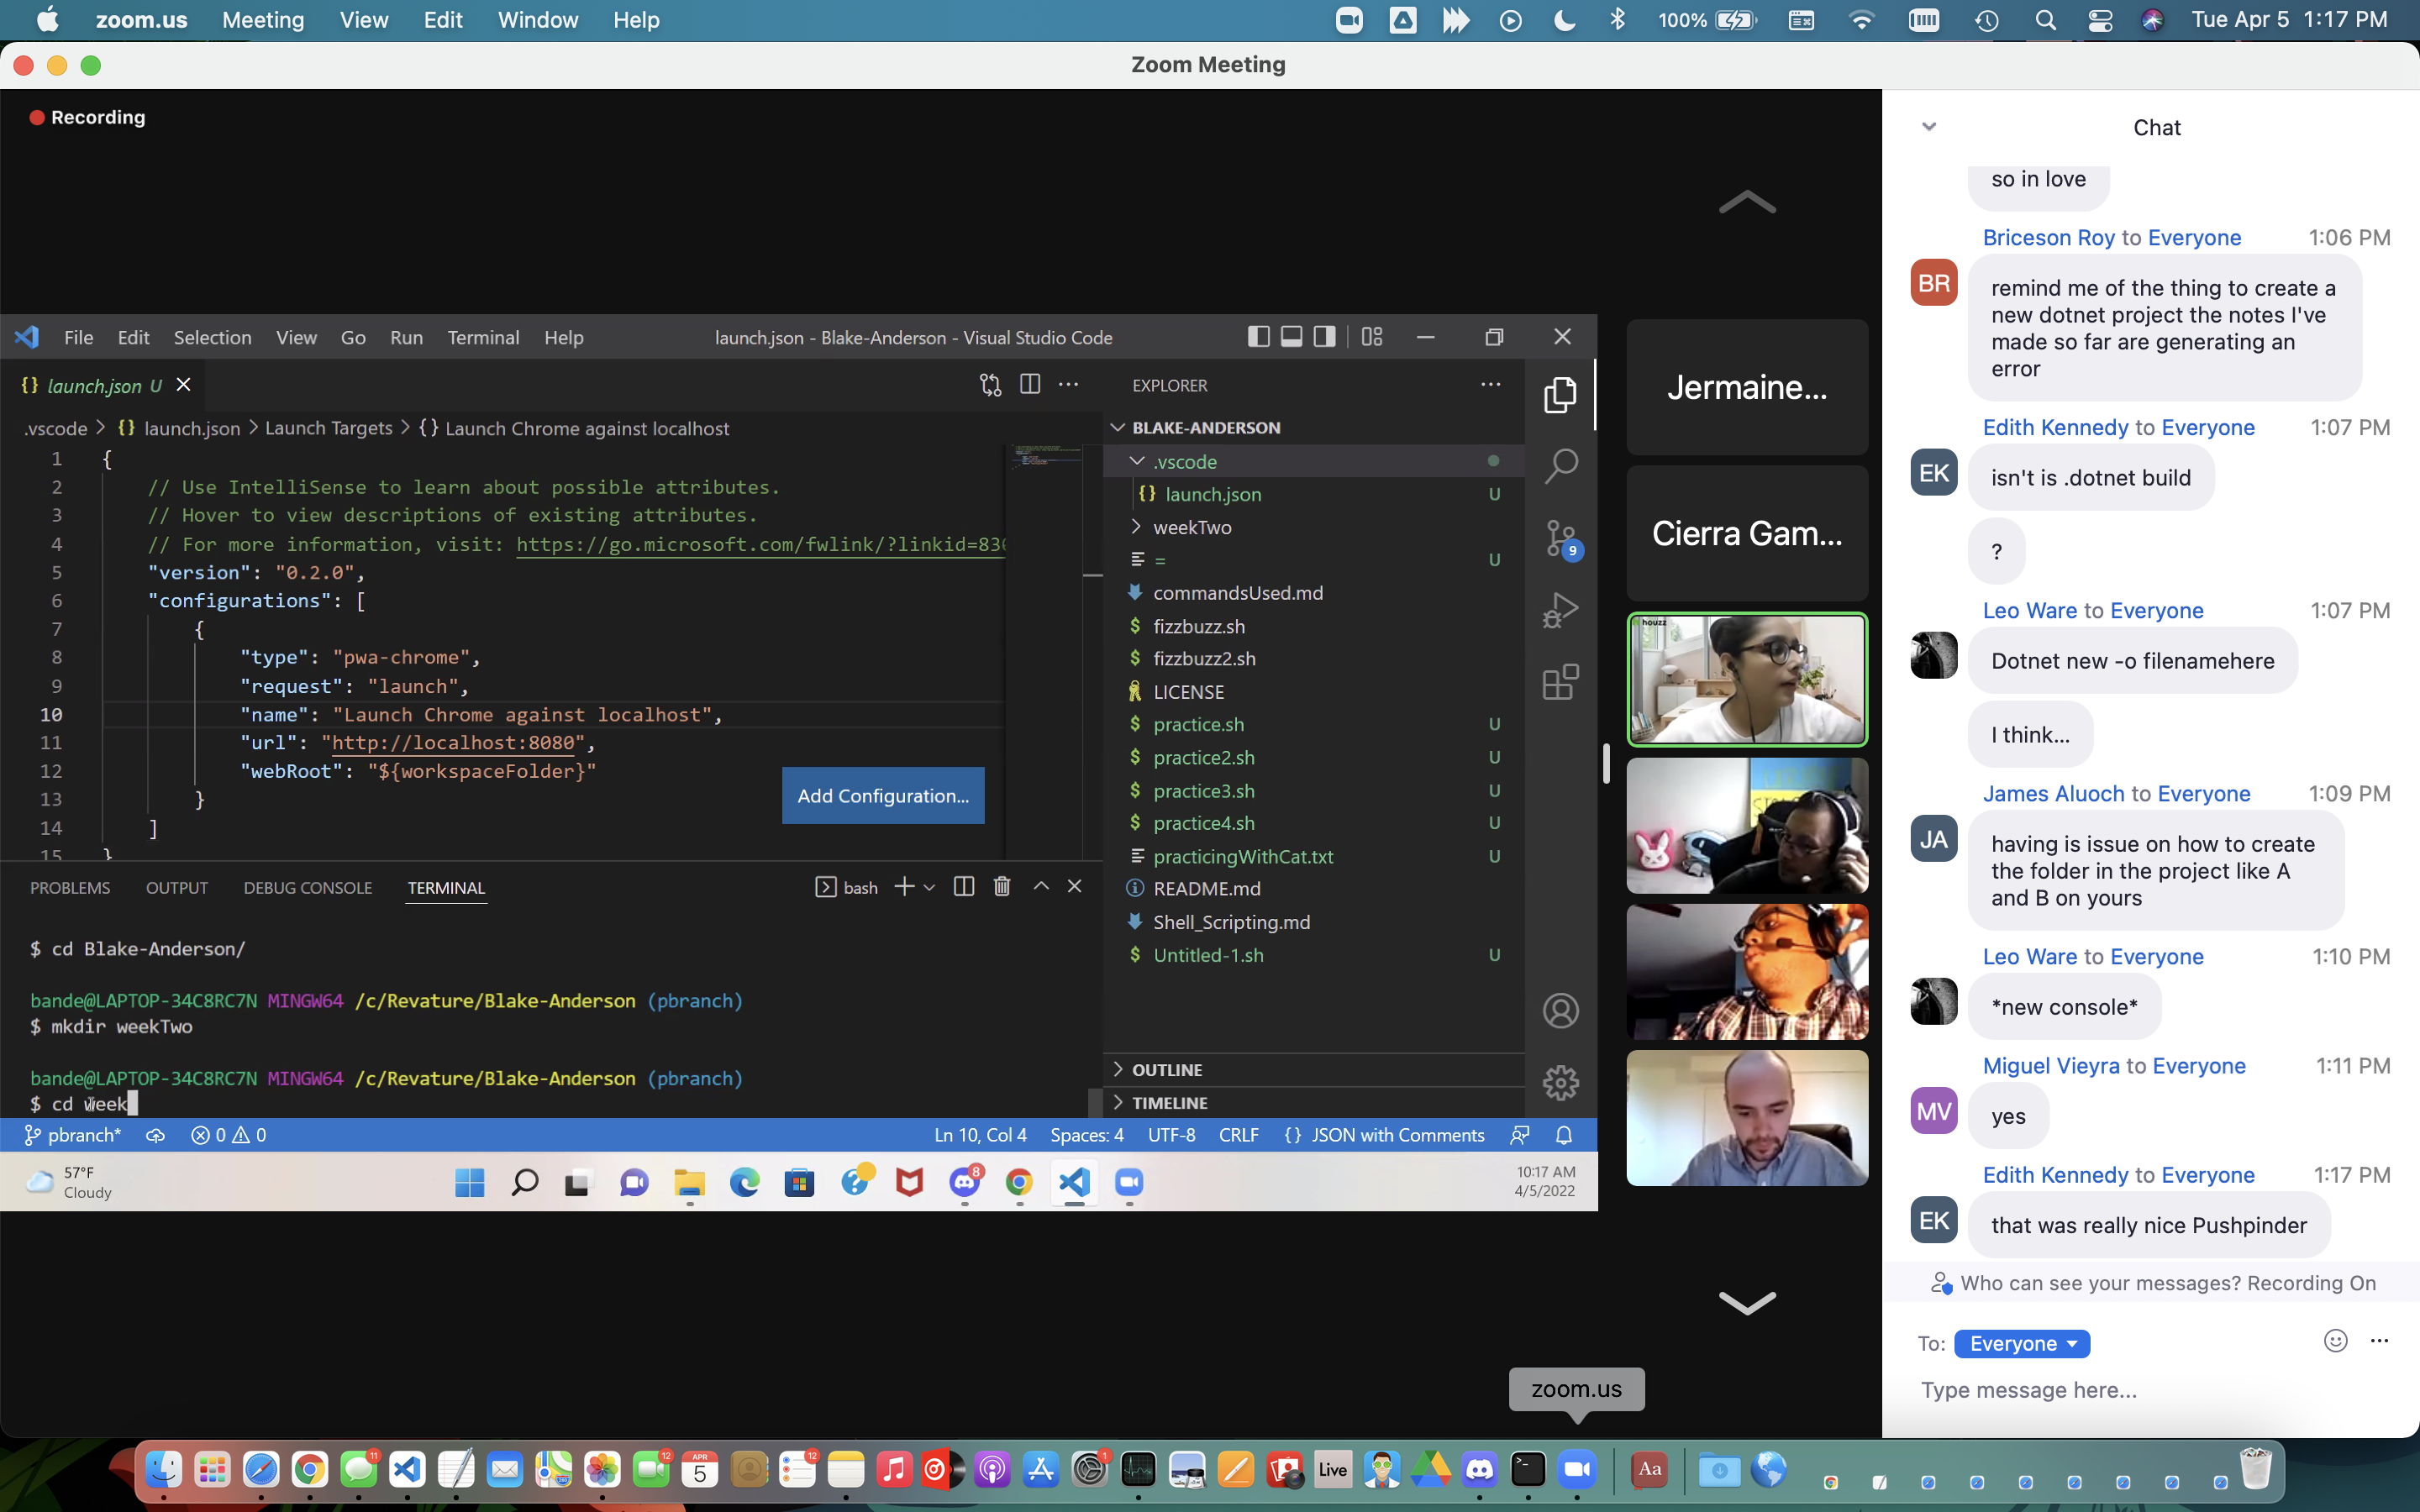 zoom.us Meeting View Edit Window Help 100% Tue Apr 5 1:17 PM
Zoom Meeting
Recording
File Edit Selection View Go Run Terminal Help launch.json - Blake-Anderson - Visual Studio Code
{} launch.json U
.vscode > {} launch.json > Launch Targets > {} Launch Chrome against localhost
1 {
2 // Use IntelliSense to learn about possible attributes.
3 // Hover to view descriptions of existing attributes.
4 // For more information, visit: https://go.microsoft.com/fwlink/?linkid=830
5 "version": "0.2.0",
6 "configurations": [
7 {
8 "type": "pwa-chrome",
9 "request": "launch",
10 "name": "Launch Chrome against localhost",
11 "url": "http://localhost:8080",
12 "webRoot": "${workspaceFolder}"
13 }
14 ]
15 }
Add Configuration...
EXPLORER
BLAKE-ANDERSON
.vscode
{} launch.json U
weekTwo
= U
commandsUsed.md
$ fizzbuzz.sh
$ fizzbuzz2.sh
LICENSE
$ practice.sh U
$ practice2.sh U
$ practice3.sh U
$ practice4.sh U
practicingWithCat.txt U
README.md
Shell_Scripting.md
$ Untitled-1.sh U
OUTLINE
TIMELINE
9
PROBLEMS OUTPUT DEBUG CONSOLE TERMINAL bash
$ cd Blake-Anderson/
bande@LAPTOP-34C8RC7N MINGW64 /c/Revature/Blake-Anderson (pbranch)
$ mkdir weekTwo
bande@LAPTOP-34C8RC7N MINGW64 /c/Revature/Blake-Anderson (pbranch)
$ cd week
pbranch* 0 0 Ln 10, Col 4 Spaces: 4 UTF-8 CRLF {} JSON with Comments
57°F
Cloudy
8
10:17 AM
4/5/2022
Jermaine...
Cierra Gam...
houzz
Chat
so in love
Briceson Roy to Everyone 1:06 PM
BR
remind me of the thing to create a
new dotnet project the notes I've
made so far are generating an
error
Edith Kennedy to Everyone 1:07 PM
EK
isn't is .dotnet build
?
Leo Ware to Everyone 1:07 PM
Dotnet new -o filenamehere
I think...
James Aluoch to Everyone 1:09 PM
JA
having is issue on how to create
the folder in the project like A
and B on yours
Leo Ware to Everyone 1:10 PM
*new console*
Miguel Vieyra to Everyone 1:11 PM
MV
yes
Edith Kennedy to Everyone 1:17 PM
EK
that was really nice Pushpinder
Who can see your messages? Recording On
To: Everyone
Type message here...
zoom.us
11
12
APR
5
12
1
Live
Aa